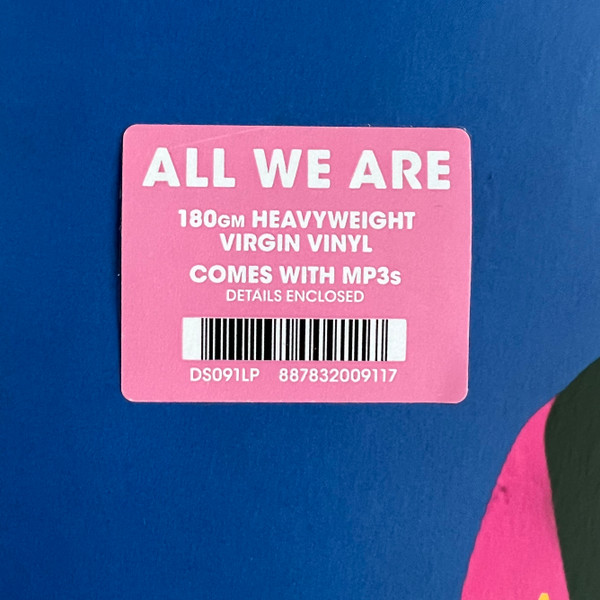 ALL WE ARE
180GM HEAVYWEIGHT
VIRGIN VINYL
COMES WITH MP3s
DETAILS ENCLOSED
DS091LP 887832009117